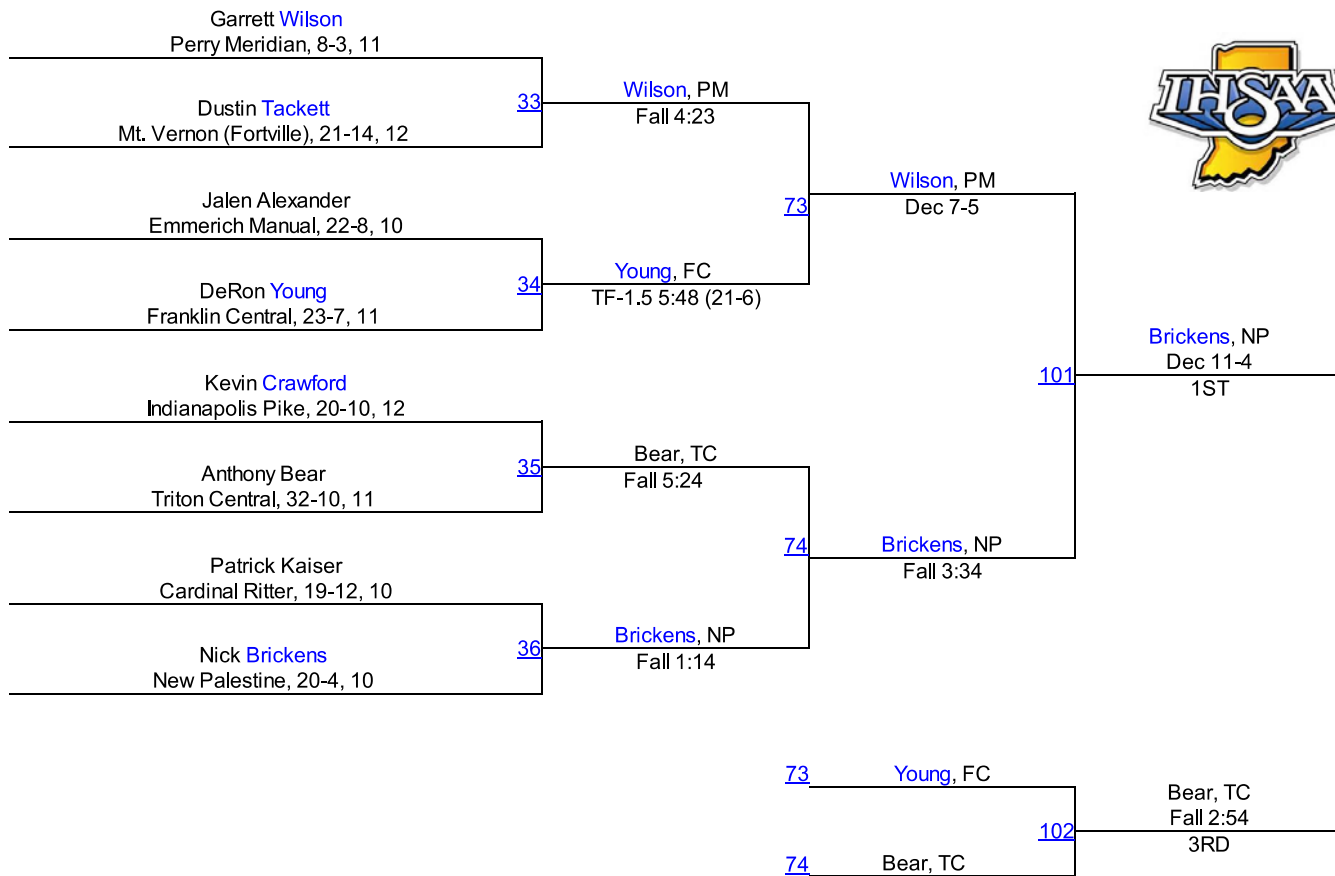 Garrett Wilson
Perry Meridian, 8-3, 11
33
Dustin Tackett
Mt. Vernon (Fortville), 21-14, 12
Wilson, PM
Fall 4:23
Jalen Alexander
Emmerich Manual, 22-8, 10
34
DeRon Young
Franklin Central, 23-7, 11
Young, FC
TF-1.5 5:48 (21-6)
73
Wilson, PM
Dec 7-5
Kevin Crawford
Indianapolis Pike, 20-10, 12
35
Anthony Bear
Triton Central, 32-10, 11
Bear, TC
Fall 5:24
Patrick Kaiser
Cardinal Ritter, 19-12, 10
36
Nick Brickens
New Palestine, 20-4, 10
Brickens, NP
Fall 1:14
74
Brickens, NP
Fall 3:34
101
Brickens, NP
Dec 11-4
1ST
IHSAA
73
Young, FC
74
Bear, TC
102
Bear, TC
Fall 2:54
3RD